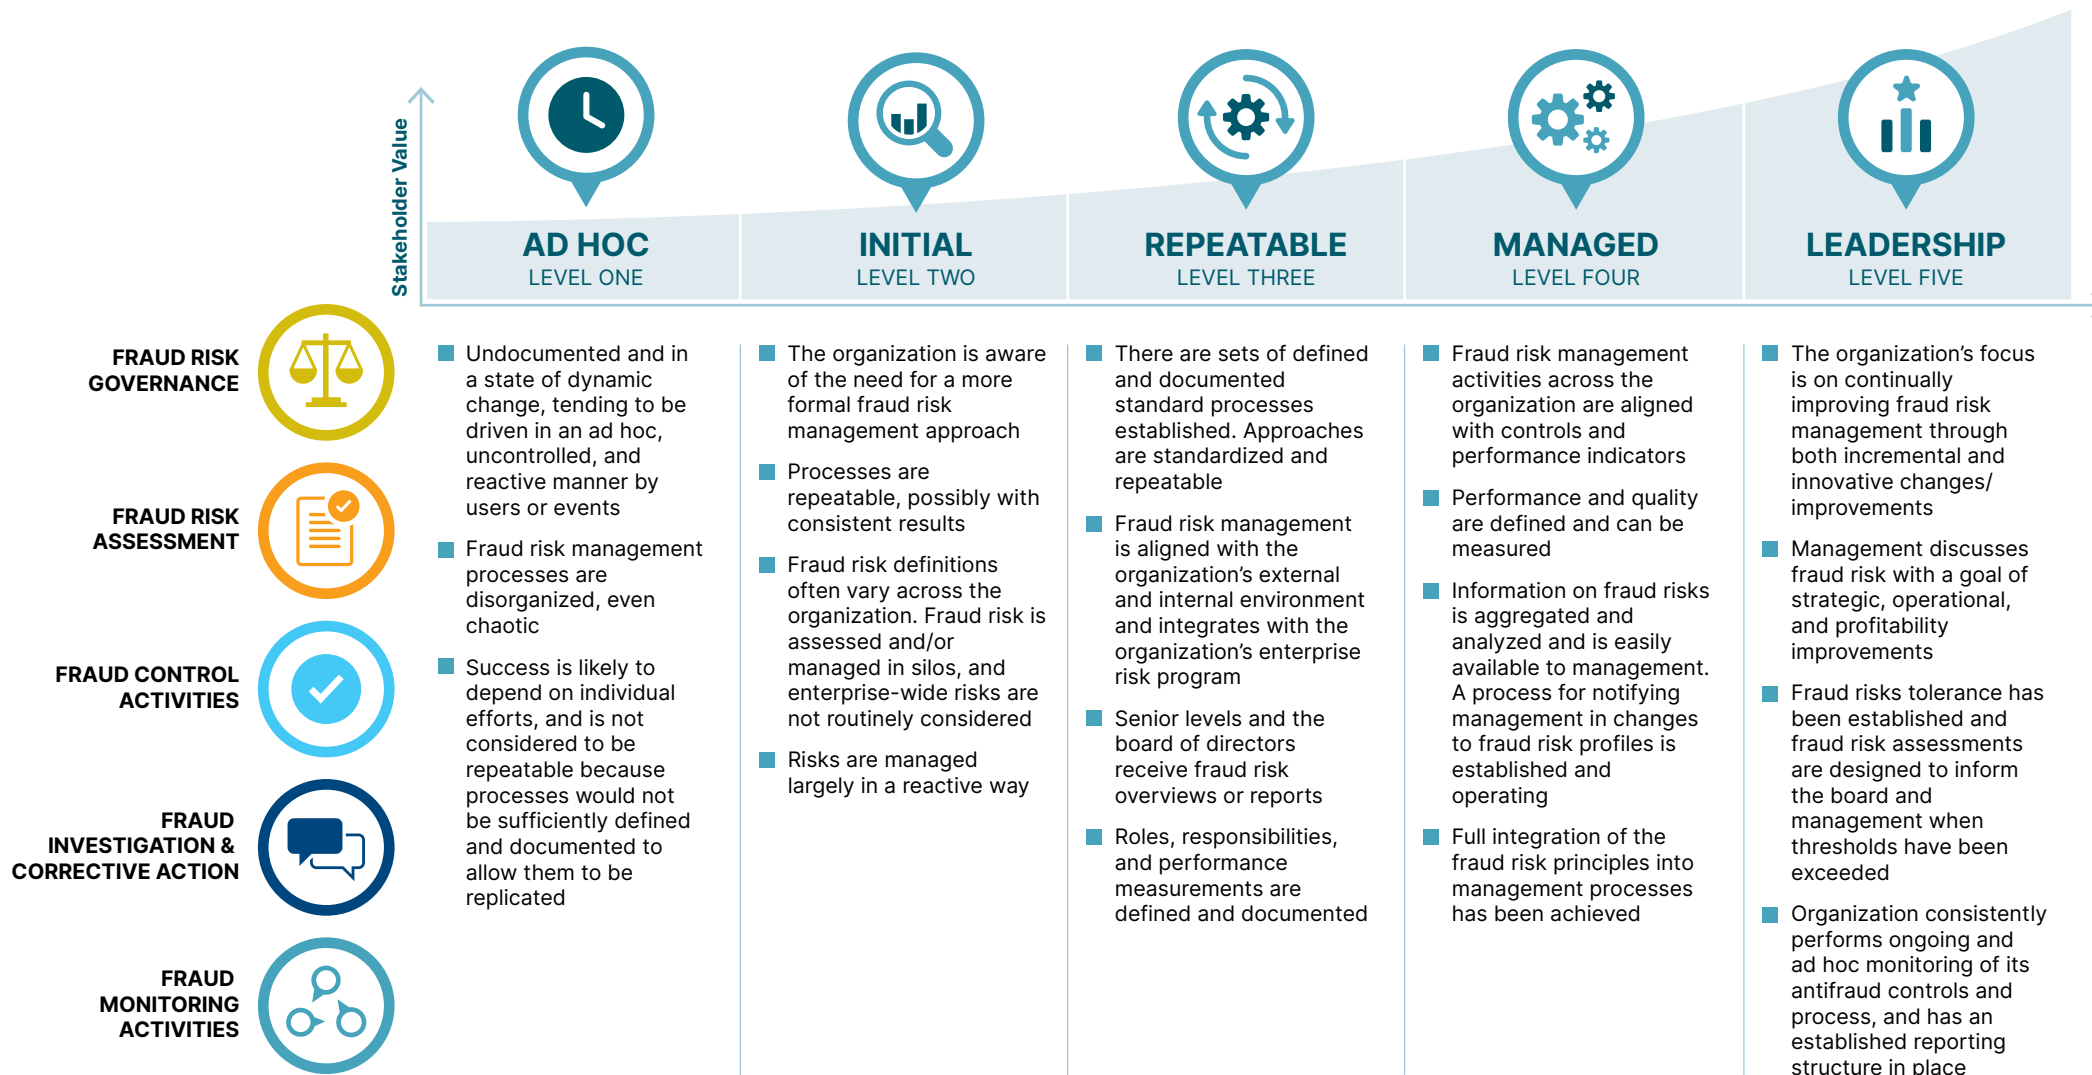 Stakeholder Value
AD HOC
LEVEL ONE
INITIAL
LEVEL TWO
REPEATABLE
LEVEL THREE
MANAGED
LEVEL FOUR
LEADERSHIP
LEVEL FIVE
FRAUD RISK
GOVERNANCE
FRAUD RISK
ASSESSMENT
FRAUD CONTROL
ACTIVITIES
FRAUD
INVESTIGATION &
CORRECTIVE ACTION
FRAUD
MONITORING
ACTIVITIES
Undocumented and in
a state of dynamic
change, tending to be
driven in an ad hoc,
uncontrolled, and
reactive manner by
users or events
Fraud risk management
processes are
disorganized, even
chaotic
Success is likely to
depend on individual
efforts, and is not
considered to be
repeatable because
processes would not
be sufficiently defined
and documented to
allow them to be
replicated
The organization is aware
of the need for a more
formal fraud risk
management approach
Processes are
repeatable, possibly with
consistent results
Fraud risk definitions
often vary across the
organization. Fraud risk is
assessed and/or
managed in silos, and
enterprise-wide risks are
not routinely considered
Risks are managed
largely in a reactive way
There are sets of defined
and documented
standard processes
established. Approaches
are standardized and
repeatable
Fraud risk management
is aligned with the
organization’s external
and internal environment
and integrates with the
organization’s enterprise
risk program
Senior levels and the
board of directors
receive fraud risk
overviews or reports
Roles, responsibilities,
and performance
measurements are
defined and documented
Fraud risk management
activities across the
organization are aligned
with controls and
performance indicators
Performance and quality
are defined and can be
measured
Information on fraud risks
is aggregated and
analyzed and is easily
available to management.
A process for notifying
management in changes
to fraud risk profiles is
established and
operating
Full integration of the
fraud risk principles into
management processes
has been achieved
The organization’s focus
is on continually
improving fraud risk
management through
both incremental and
innovative changes/
improvements
Management discusses
fraud risk with a goal of
strategic, operational,
and profitability
improvements
Fraud risks tolerance has
been established and
fraud risk assessments
are designed to inform
the board and
management when
thresholds have been
exceeded
Organization consistently
performs ongoing and
ad hoc monitoring of its
antifraud controls and
process, and has an
established reporting
structure in place